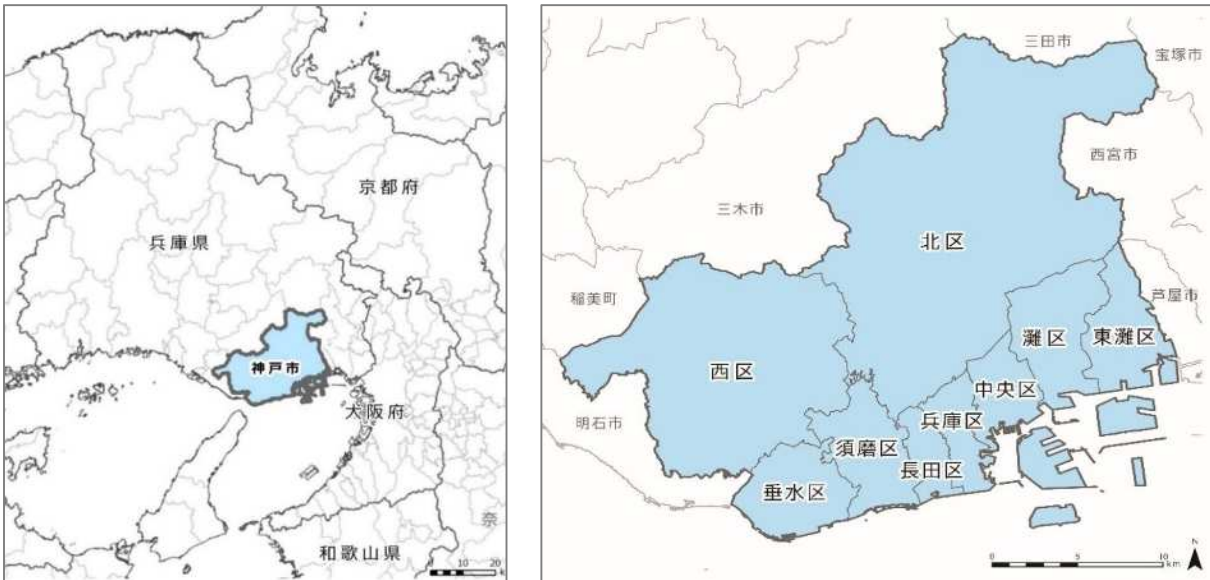 京都府
兵庫県
神戸市
大阪府
奈
和歌山県
0 10 20
三田市
宝塚市
西宮市
三木市
北区
稲美町
芦屋市
灘区
東灘区
西区
中央区
明石市
兵庫区
須磨区
長田区
垂水区
N
0 5 10
km